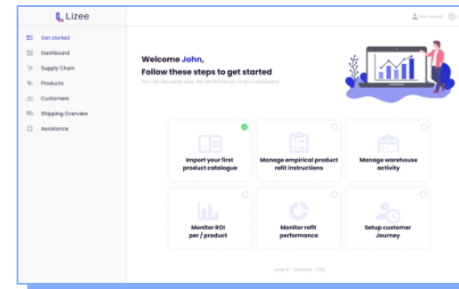 Lizee
Get started
Dashboard
Supply Chain
Products
Customers
Shipping Overview
Assistance
Welcome John,
Follow these steps to get started
Import your first
product catalogue
Manage empirical product
refit instructions
Manage warehouse
activity
Monitor ROI
per / product
Monitor refit
performance
Setup customer
Journey